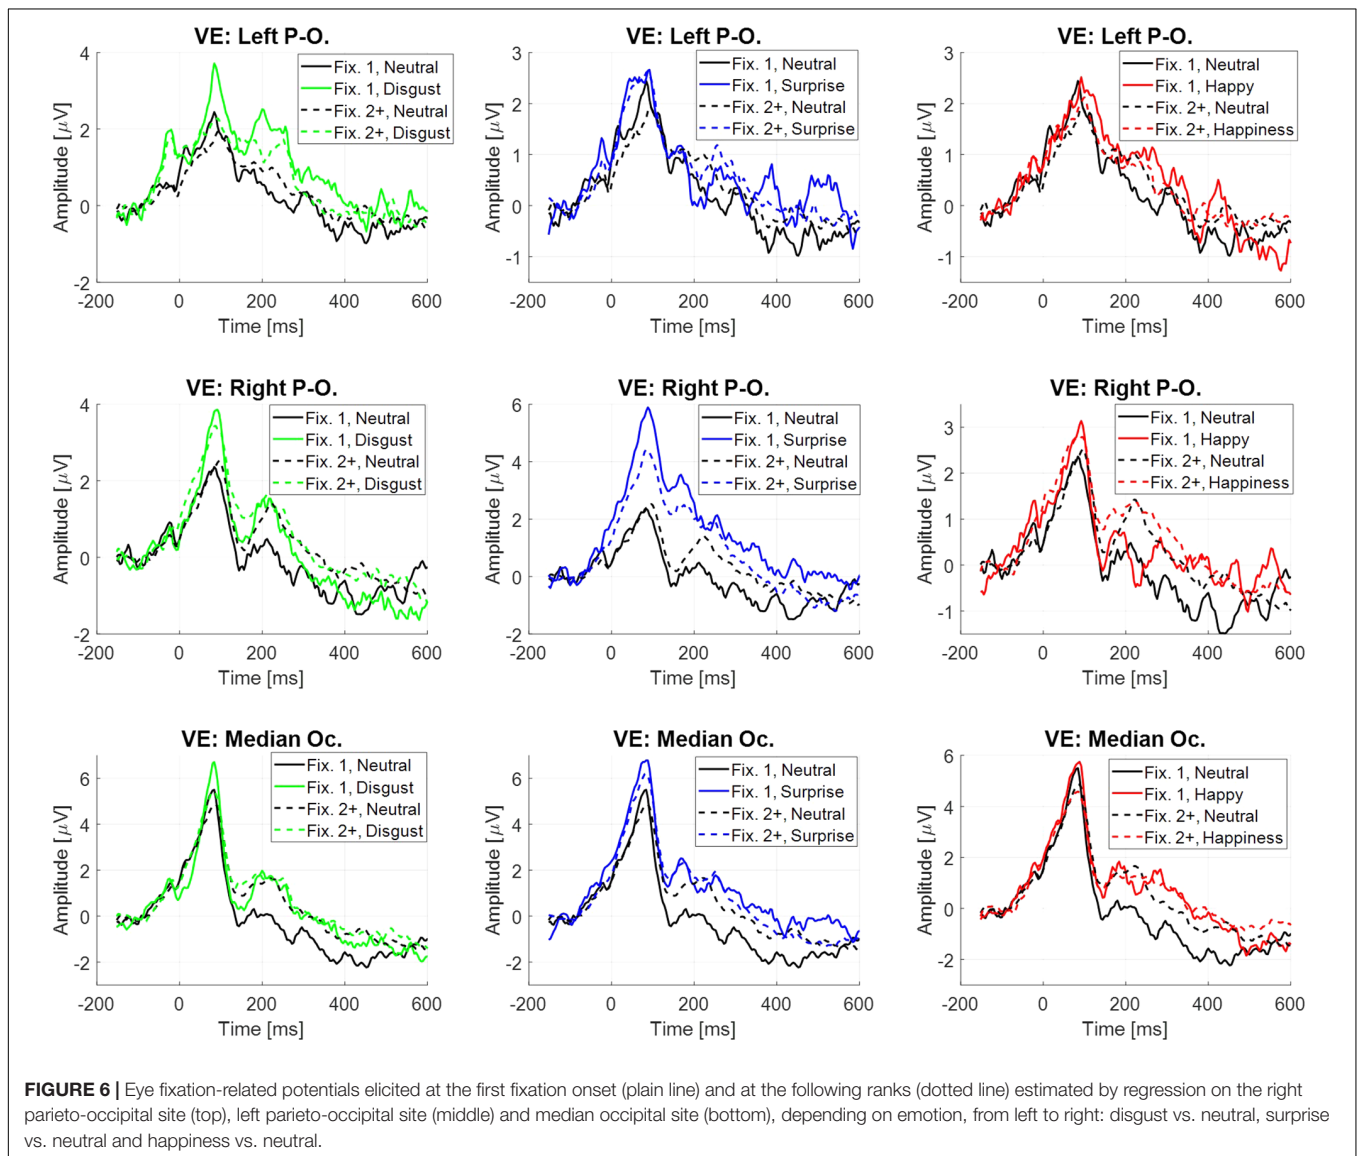 VE: Left P-O.
Amplitude [μV]
4
2
0
-2
-200
0
200
400
600
Time [ms]
Fix. 1, Neutral
Fix. 1, Disgust
Fix. 2+, Neutral
Fix. 2+, Disgust
VE: Left P-O.
Amplitude [μV]
3
2
1
0
-1
-200
0
200
400
600
Time [ms]
Fix. 1, Neutral
Fix. 1, Surprise
Fix. 2+, Neutral
Fix. 2+, Surprise
VE: Left P-O.
Amplitude [μV]
3
2
1
0
-1
-200
0
200
400
600
Time [ms]
Fix. 1, Neutral
Fix. 1, Happy
Fix. 2+, Neutral
Fix. 2+, Happiness
VE: Right P-O.
Amplitude [μV]
4
2
0
-2
-200
0
200
400
600
Time [ms]
Fix. 1, Neutral
Fix. 1, Disgust
Fix. 2+, Neutral
Fix. 2+, Disgust
VE: Right P-O.
Amplitude [μV]
6
4
2
0
-2
-200
0
200
400
600
Time [ms]
Fix. 1, Neutral
Fix. 1, Surprise
Fix. 2+, Neutral
Fix. 2+, Surprise
VE: Right P-O.
Amplitude [μV]
3
2
1
0
-1
-200
0
200
400
600
Time [ms]
Fix. 1, Neutral
Fix. 1, Happy
Fix. 2+, Neutral
Fix. 2+, Happiness
VE: Median Oc.
Amplitude [μV]
6
4
2
0
-2
-200
0
200
400
600
Time [ms]
Fix. 1, Neutral
Fix. 1, Disgust
Fix. 2+, Neutral
Fix. 2+, Disgust
VE: Median Oc.
Amplitude [μV]
6
4
2
0
-2
-200
0
200
400
600
Time [ms]
Fix. 1, Neutral
Fix. 1, Surprise
Fix. 2+, Neutral
Fix. 2+, Surprise
VE: Median Oc.
Amplitude [μV]
6
4
2
0
-2
-200
0
200
400
600
Time [ms]
Fix. 1, Neutral
Fix. 1, Happy
Fix. 2+, Neutral
Fix. 2+, Happiness
FIGURE 6 | Eye fixation-related potentials elicited at the first fixation onset (plain line) and at the following ranks (dotted line) estimated by regression on the right
parieto-occipital site (top), left parieto-occipital site (middle) and median occipital site (bottom), depending on emotion, from left to right: disgust vs. neutral, surprise
vs. neutral and happiness vs. neutral.